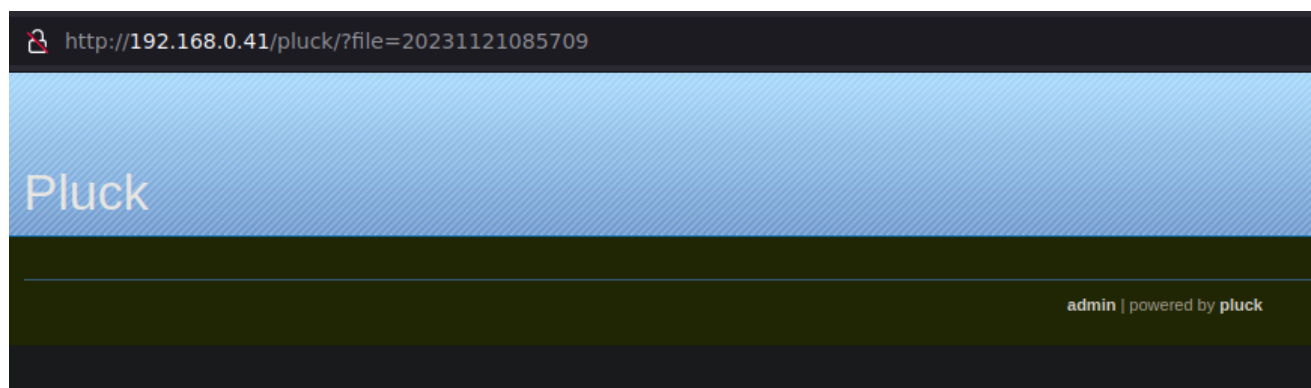 http://192.168.0.41/pluck/?file=20231121085709
Pluck
admin | powered by pluck